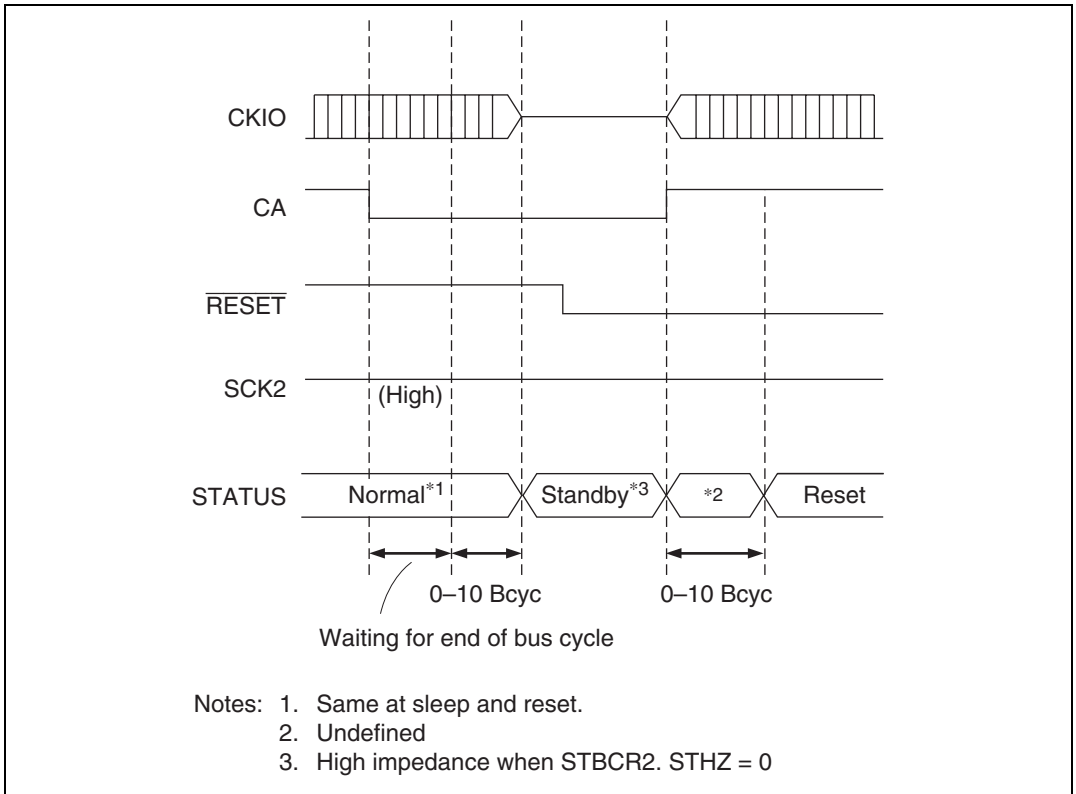 CKIO
CA
RESET
SCK2
(High)
STATUS
Normal*1
Standby*3
*2
Reset
0–10 Bcyc
0–10 Bcyc
Waiting for end of bus cycle
Notes: 1. Same at sleep and reset.
2. Undefined
3. High impedance when STBCR2. STHZ = 0